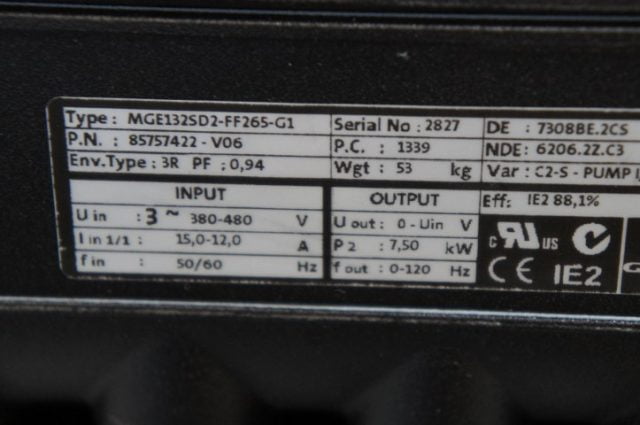 Type : MGE132SD2-FF265-G1
P.N. : 85757422 - V06
Env.Type : 3R PF : 0,94
Serial No : 2827
P.C. : 1339
Wgt : 53 kg
DE : 7308BE.2CS
NDE: 6206.2Z.C3
Var : C2-S - PUMP
INPUT
U in : 3 ~ 380-480 V
I in 1/1 : 15,0-12,0 A
f in : 50/60 Hz
OUTPUT
U out : 0 - Uin V
P 2 : 7,50 kW
f out : 0-120 Hz
Eff: IE2 88,1%
c RU US
CE IE2